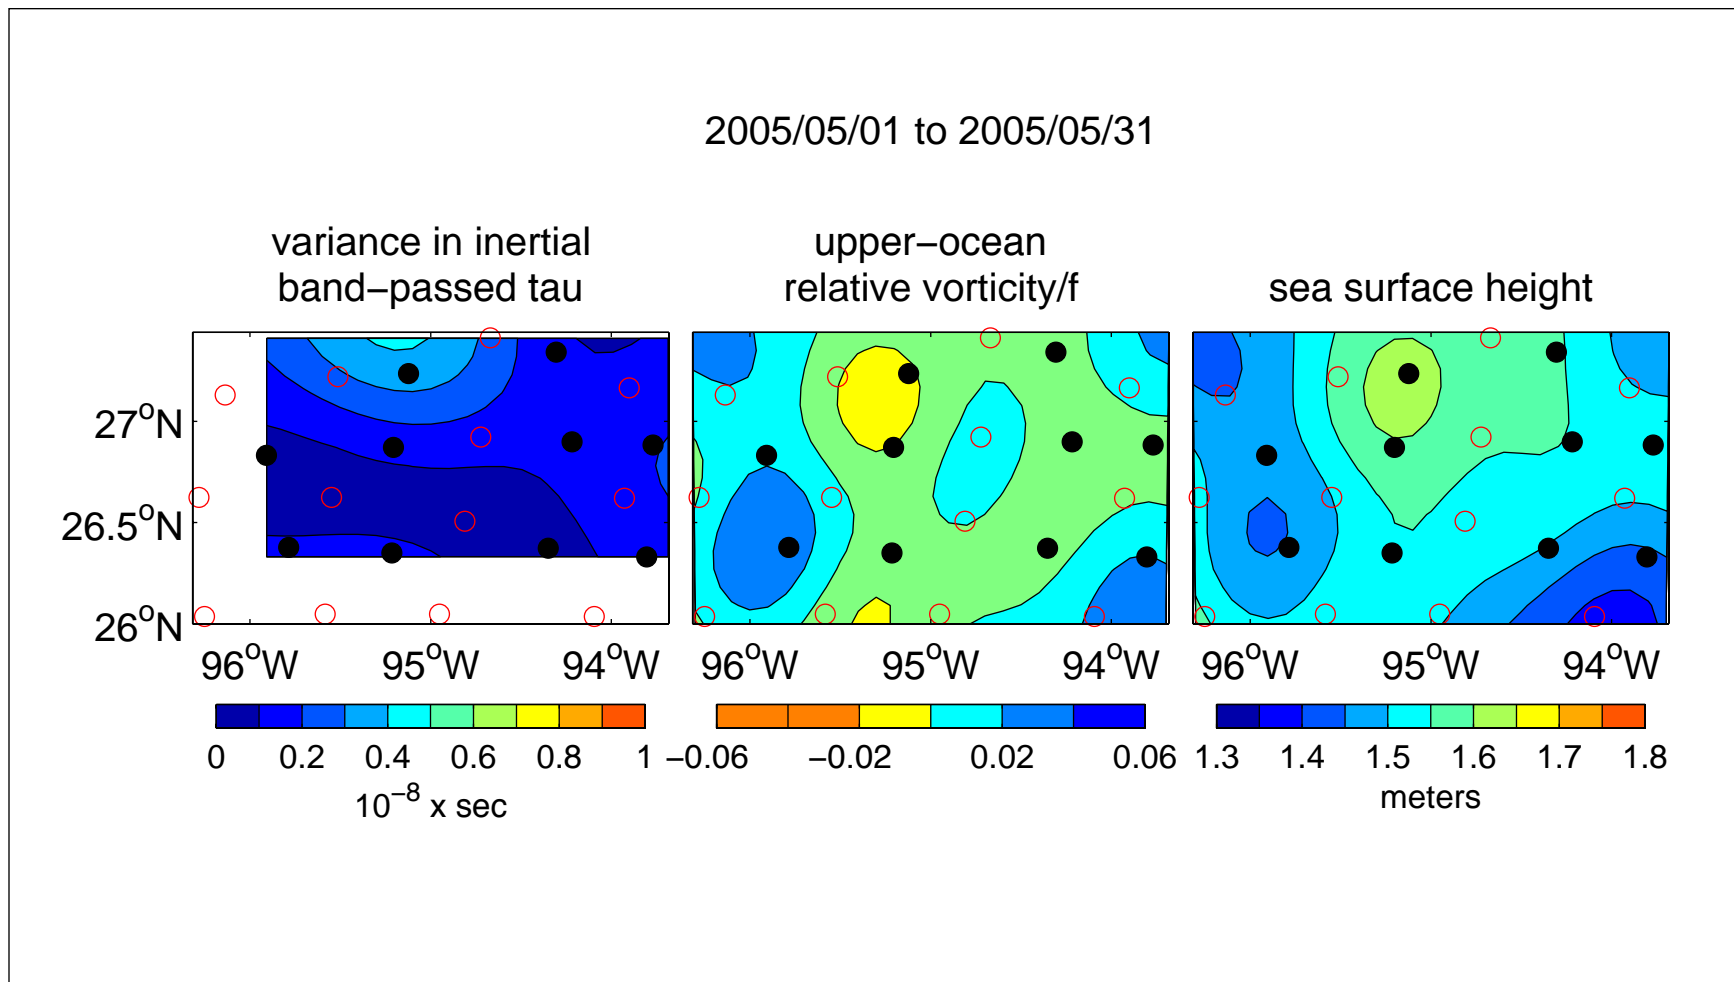 2005/05/01 to 2005/05/31
variance in inertial
band−passed tau
upper−ocean
relative vorticity/f
sea surface height
27°N
26.5°N
26°N
96°W 95°W 94°W
96°W 95°W 94°W
96°W 95°W 94°W
0 0.2 0.4 0.6 0.8 1
10⁻⁸ x sec
−0.06 −0.02 0.02 0.06
1.3 1.4 1.5 1.6 1.7 1.8
meters